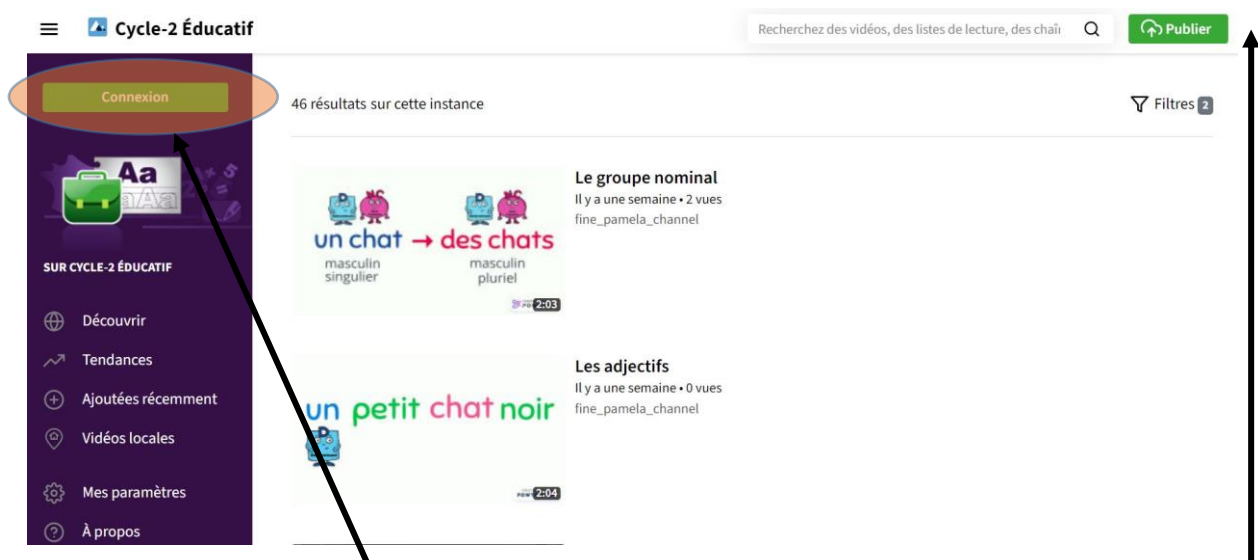 Cycle-2 Éducatif
Recherchez des vidéos, des listes de lecture, des chaî
Publier
Connexion
46 résultats sur cette instance
Filtres 2
Aa
aAa
SUR CYCLE-2 ÉDUCATIF
Découvrir
Tendances
Ajoutées récemment
Vidéos locales
Mes paramètres
À propos
un chat → des chats
masculin singulier
masculin pluriel
2:03
Le groupe nominal
Il y a une semaine • 2 vues
fine_pamela_channel
un petit chat noir
2:04
Les adjectifs
Il y a une semaine • 0 vues
fine_pamela_channel